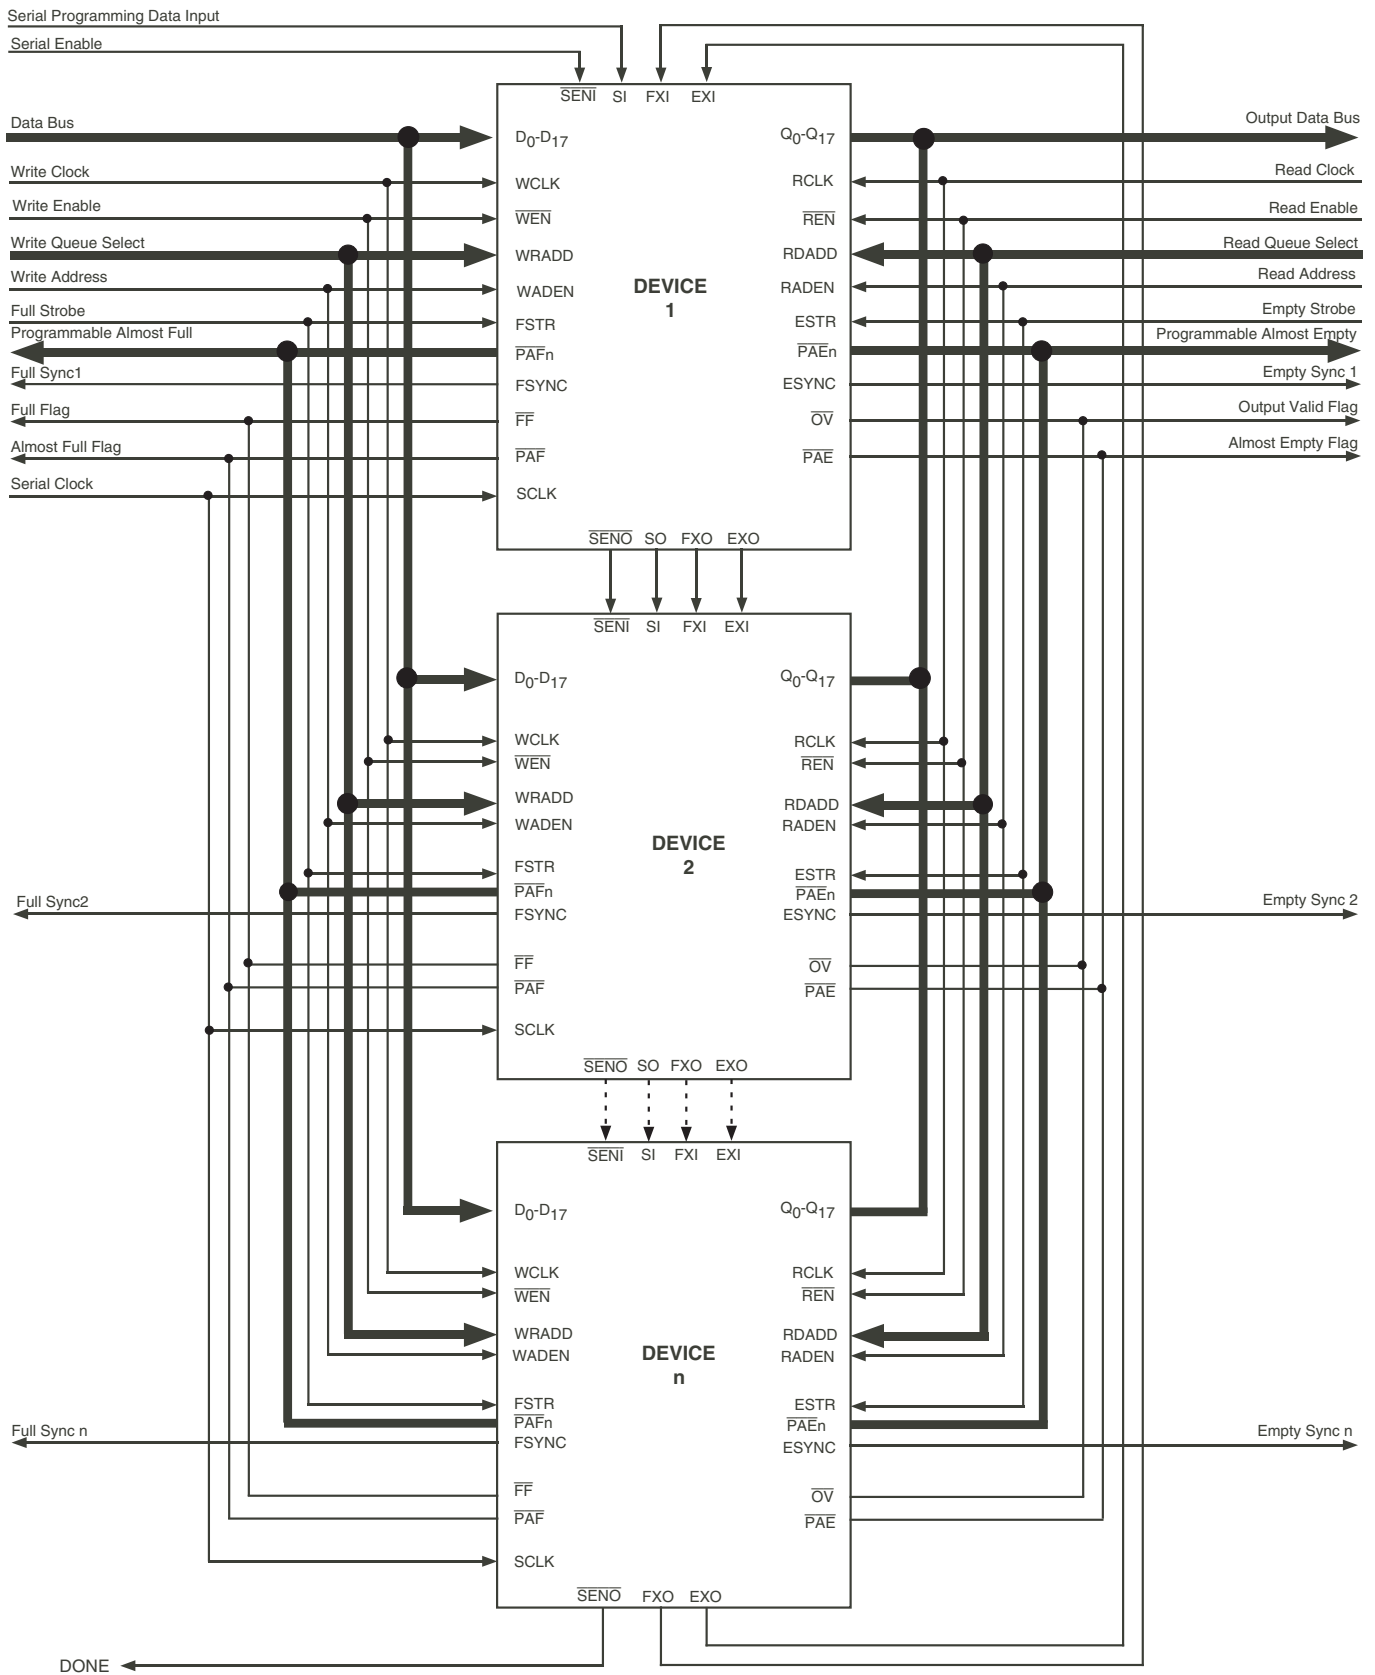 Serial Programming Data Input
Serial Enable
SENI SI FXI EXI
Data Bus
D0-D17
Q0-Q17
Output Data Bus
Write Clock
WCLK
RCLK
Read Clock
Write Enable
WEN
REN
Read Enable
Write Queue Select
WRADD
RDADD
Read Queue Select
Write Address
WADEN
DEVICE
1
RADEN
Read Address
Full Strobe
FSTR
ESTR
Empty Strobe
Programmable Almost Full
PAFn
PAEn
Programmable Almost Empty
Full Sync1
FSYNC
ESYNC
Empty Sync 1
Full Flag
FF
OV
Output Valid Flag
Almost Full Flag
PAF
PAE
Almost Empty Flag
Serial Clock
SCLK
SENO SO FXO EXO
SENI SI FXI EXI
D0-D17
Q0-Q17
WCLK
RCLK
WEN
REN
WRADD
RDADD
WADEN
RADEN
DEVICE
2
FSTR
ESTR
PAFn
PAEn
Full Sync2
FSYNC
ESYNC
Empty Sync 2
FF
OV
PAF
PAE
SCLK
SENO SO FXO EXO
SENI SI FXI EXI
D0-D17
Q0-Q17
WCLK
RCLK
WEN
REN
WRADD
RDADD
WADEN
RADEN
DEVICE
n
FSTR
ESTR
PAFn
PAEn
Full Sync n
FSYNC
ESYNC
Empty Sync n
FF
OV
PAF
PAE
SCLK
SENO FXO EXO
DONE